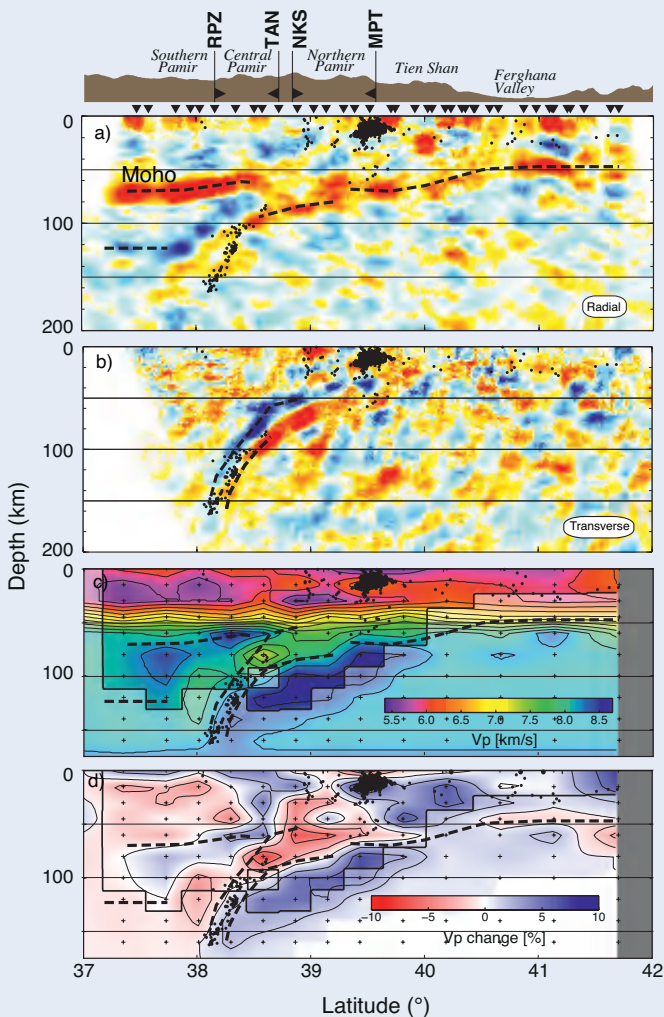 RPZ
TAN
NKS
MPT
Southern Pamir
Central Pamir
Northern Pamir
Tien Shan
Ferghana Valley
a)
0
Moho
100
200
Radial
b)
0
100
200
Transverse
Depth (km)
c)
0
100
5.5 6.0 6.5 7.0 7.5 8.0 8.5
Vp [km/s]
d)
0
100
-10 -5 0 5 10
Vp change [%]
37 38 39 40 41 42
Latitude (°)